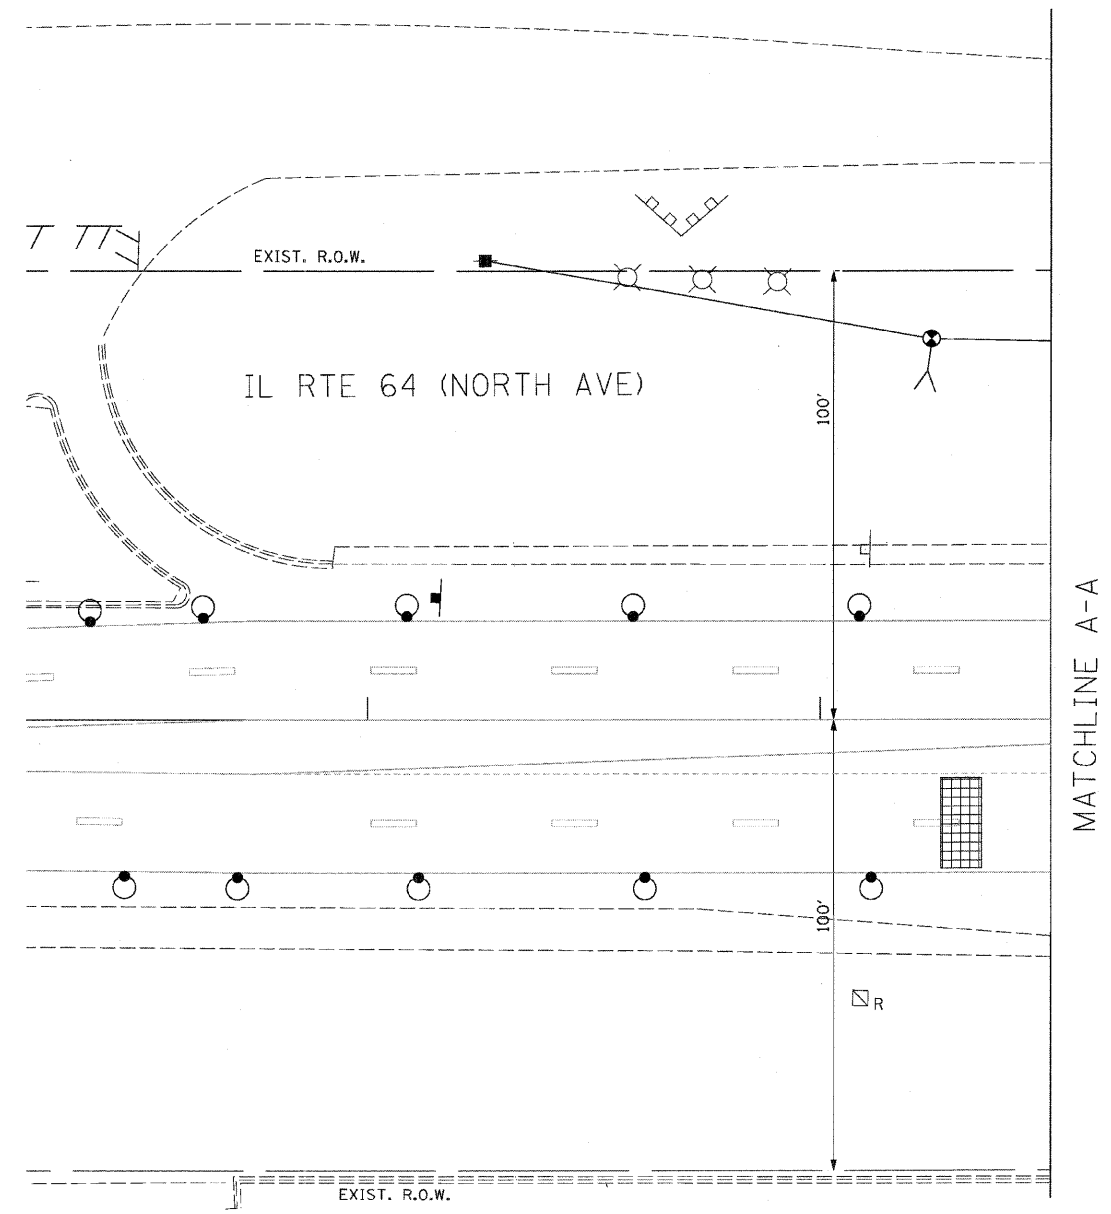 EXIST. R.O.W.
IL RTE 64 (NORTH AVE)
100'
MATCHLINE A-A
100'
R
EXIST. R.O.W.